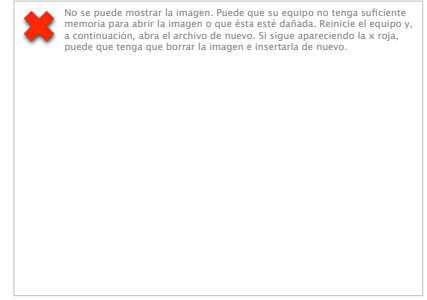 No se puede mostrar la imagen. Puede que su equipo no tenga suficiente
memoria para abrir la imagen o que ésta esté dañada. Reinicie el equipo y,
a continuación, abra el archivo de nuevo. Si sigue apareciendo la x roja,
puede que tenga que borrar la imagen e insertarla de nuevo.